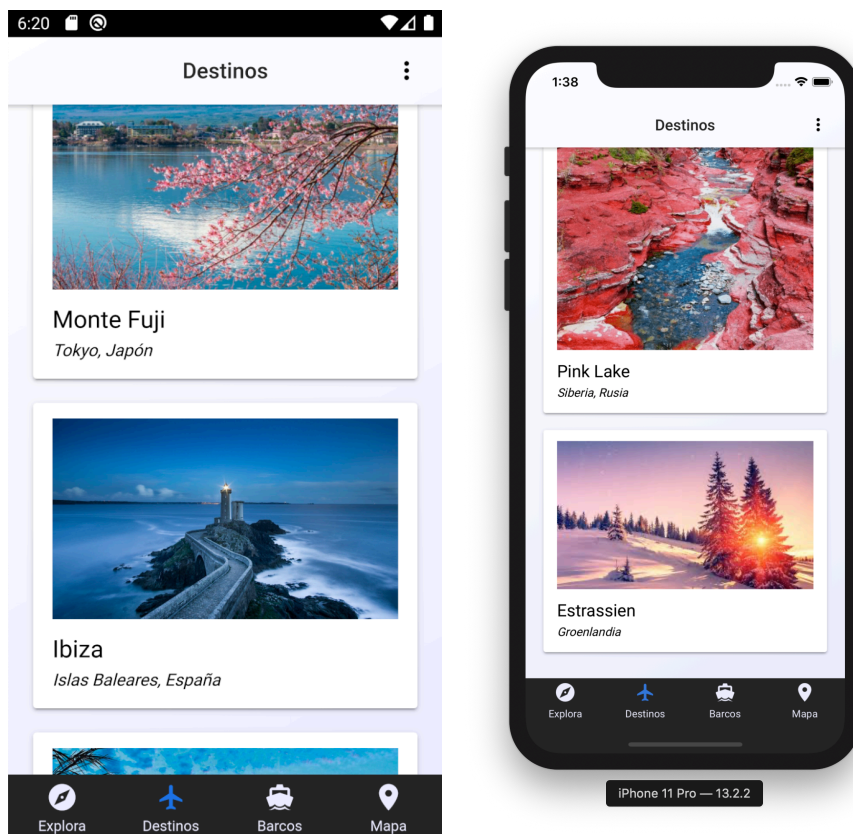 6:20
Destinos
Monte Fuji
Tokyo, Japón
Ibiza
Islas Baleares, España
Explora
Destinos
Barcos
Mapa
1:38
Destinos
Pink Lake
Siberia, Rusia
Estrassien
Groenlandia
Explora
Destinos
Barcos
Mapa
iPhone 11 Pro — 13.2.2